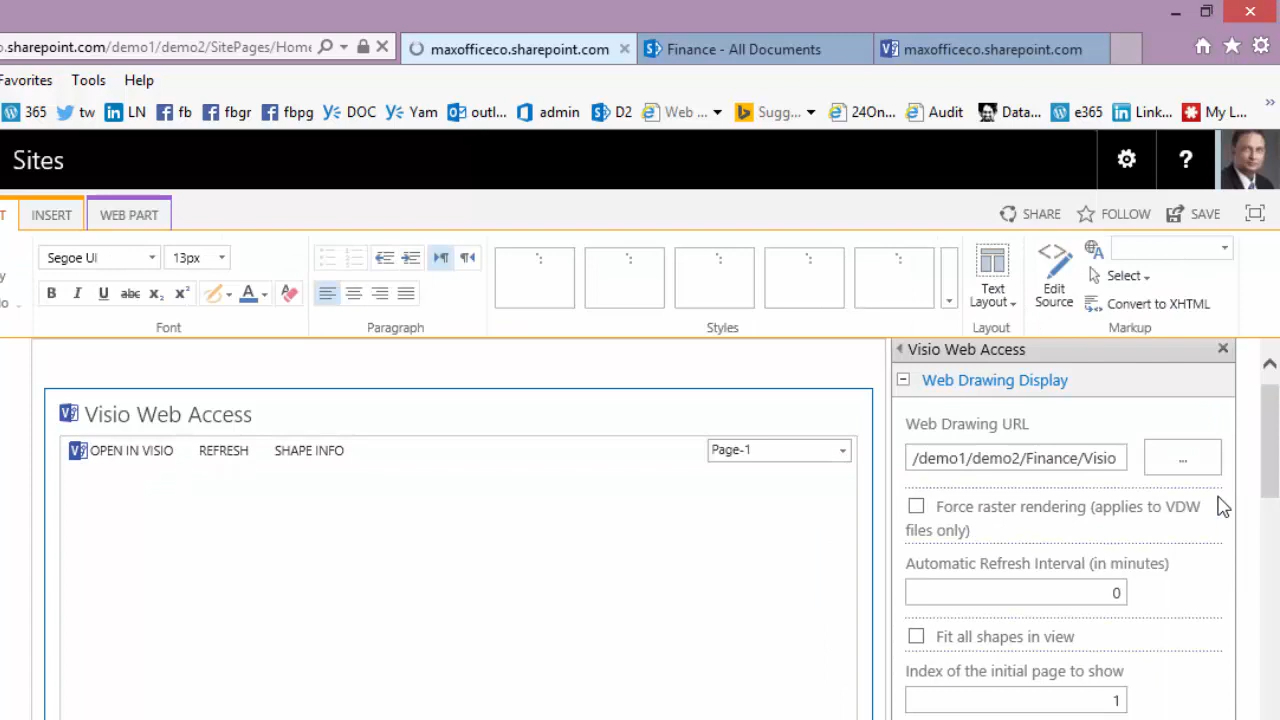 o.sharepoint.com/demo1/demo2/SitePages/Home
maxofficeco.sharepoint.com
Finance - All Documents
maxofficeco.sharepoint.com
Favorites Tools Help
365 tw LN fb fbgr fbpg DOC Yam outl... admin D2 Web ... Sugg... 24On... Audit Data... e365 Link... My L...
Sites
?
T INSERT WEB PART
SHARE FOLLOW SAVE
Segoe UI 13px
B I U abc X₂ X²
A
Font
Paragraph
Styles
Text
Layout
Layout
Edit
Source
Select
Convert to XHTML
Markup
Visio Web Access
OPEN IN VISIO REFRESH SHAPE INFO Page-1
Visio Web Access
Web Drawing Display
Web Drawing URL
/demo1/demo2/Finance/Visio ...
Force raster rendering (applies to VDW
files only)
Automatic Refresh Interval (in minutes)
0
Fit all shapes in view
Index of the initial page to show
1